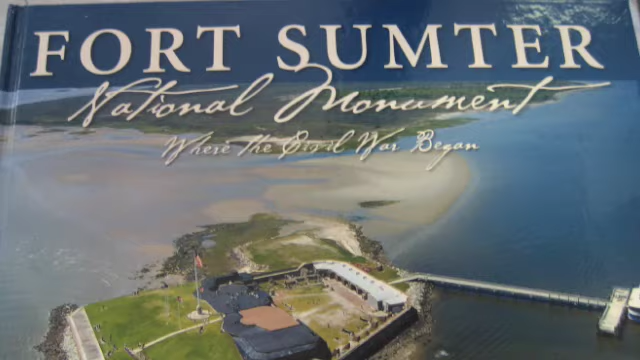 FORT SUMTER
National Monument
Where the Civil War Began